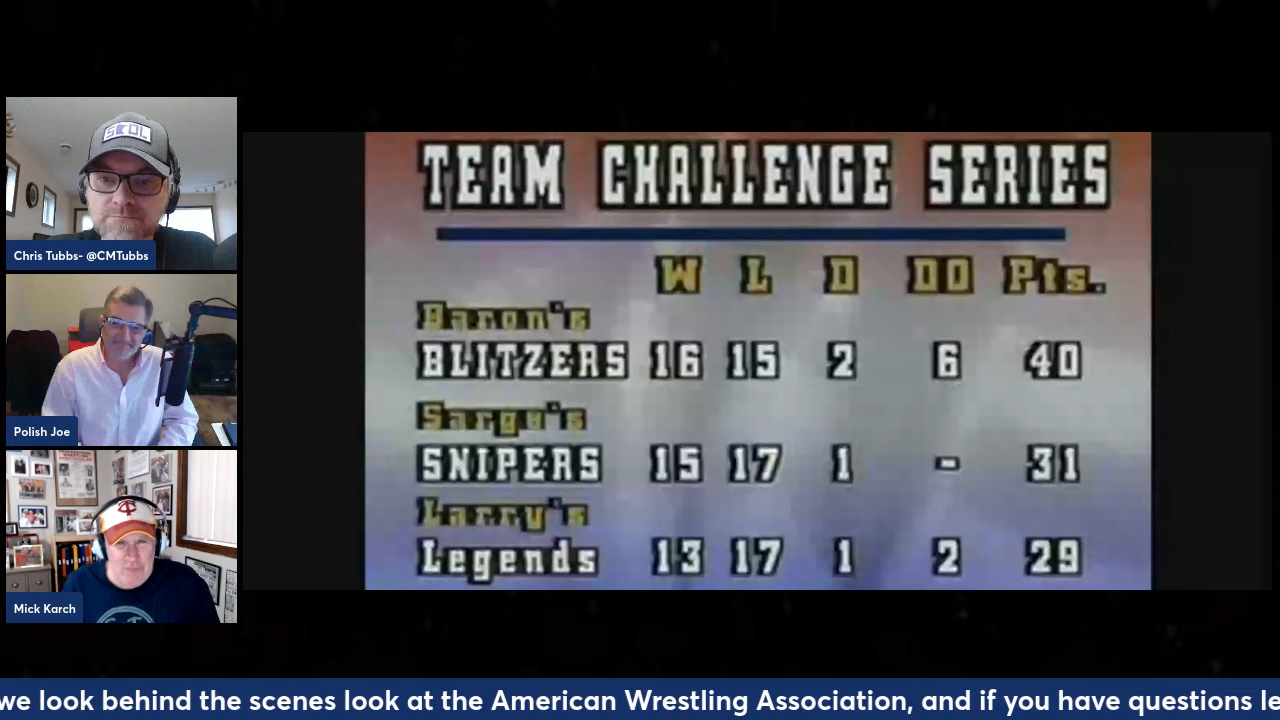 SKOL
Chris Tubbs- @CMTubbs
Polish Joe
Mick Karch
TEAM CHALLENGE SERIES
W L D DQ Pts.
Baron's
BLITZERS 16 15 2 6 40
Sarge's
SNIPERS 15 17 1 - 31
Larry's
Legends 13 17 1 2 29
we look behind the scenes look at the American Wrestling Association, and if you have questions le